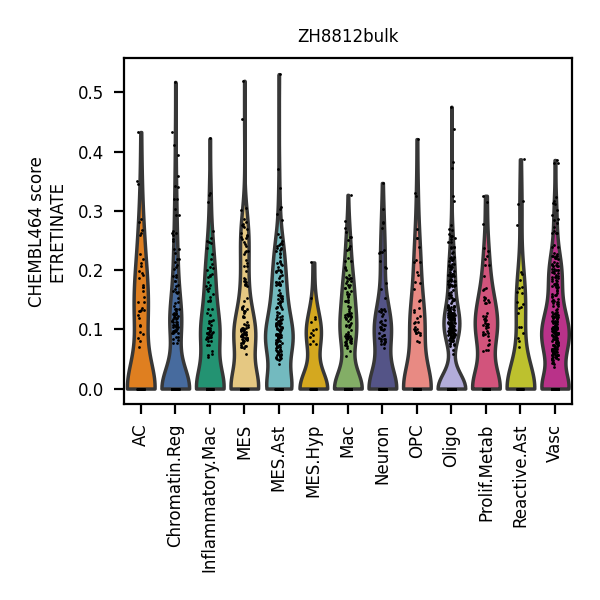 ZH8812bulk
CHEMBL464 score
ETRETINATE
0.5
0.4
0.3
0.2
0.1
0.0
AC
Chromatin.Reg
Inflammatory.Mac
MES
MES.Ast
MES.Hyp
Mac
Neuron
OPC
Oligo
Prolif.Metab
Reactive.Ast
Vasc